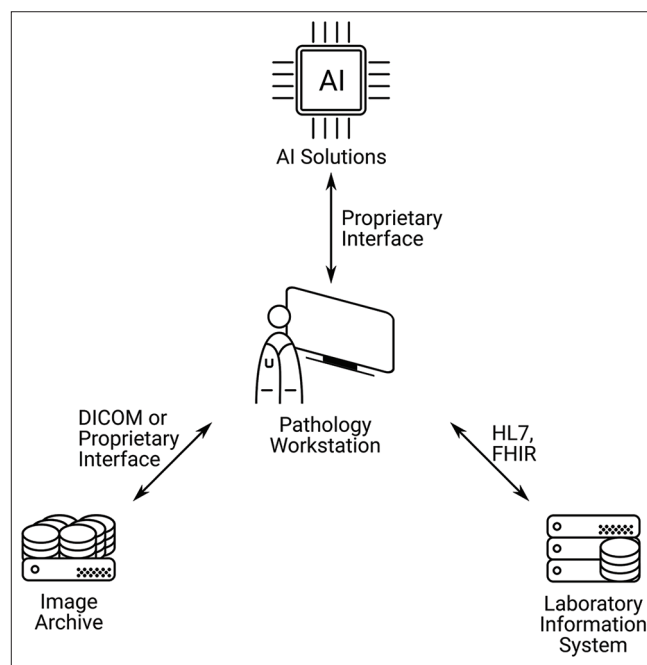 AI
AI Solutions
Proprietary
Interface
Pathology
Workstation
DICOM or
Proprietary
Interface
HL7,
FHIR
Image
Archive
Laboratory
Information
System